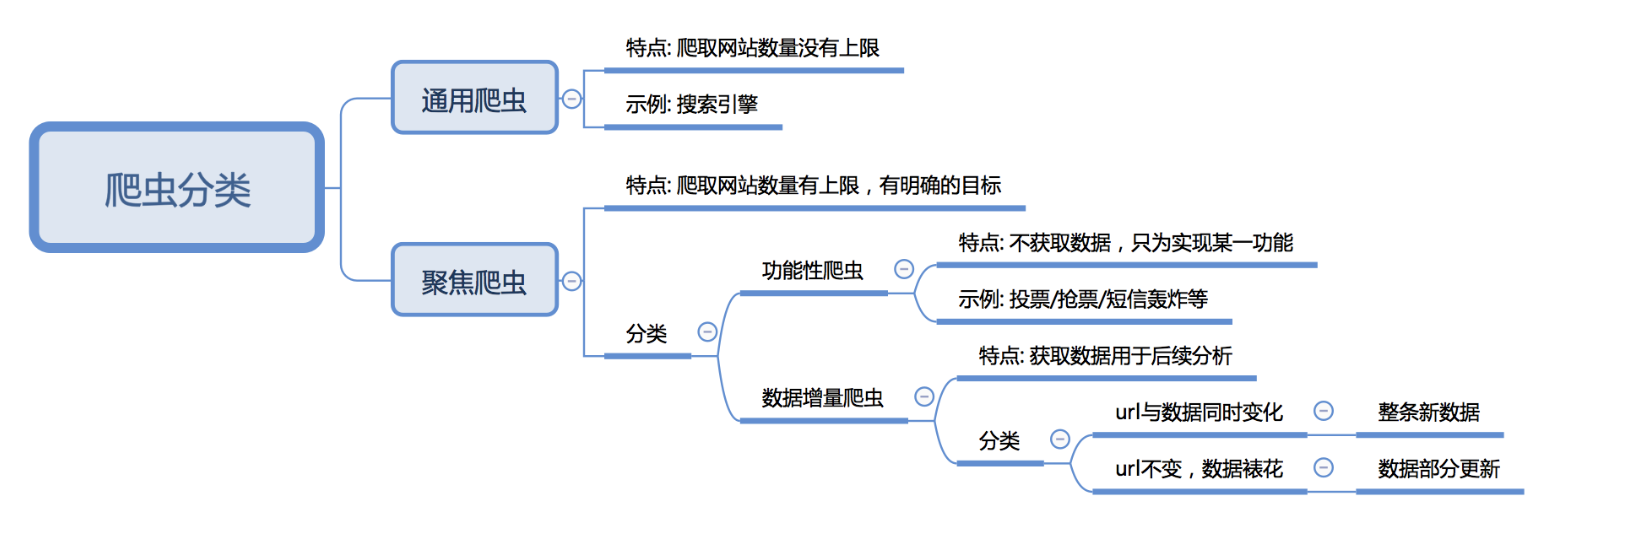 爬虫分类
通用爬虫
特点: 爬取网站数量没有上限
示例: 搜索引擎
聚焦爬虫
特点: 爬取网站数量有上限，有明确的目标
分类
功能性爬虫
特点: 不获取数据，只为实现某一功能
示例: 投票/抢票/短信轰炸等
数据增量爬虫
特点: 获取数据用于后续分析
分类
url与数据同时变化
整条新数据
url不变，数据裱花
数据部分更新